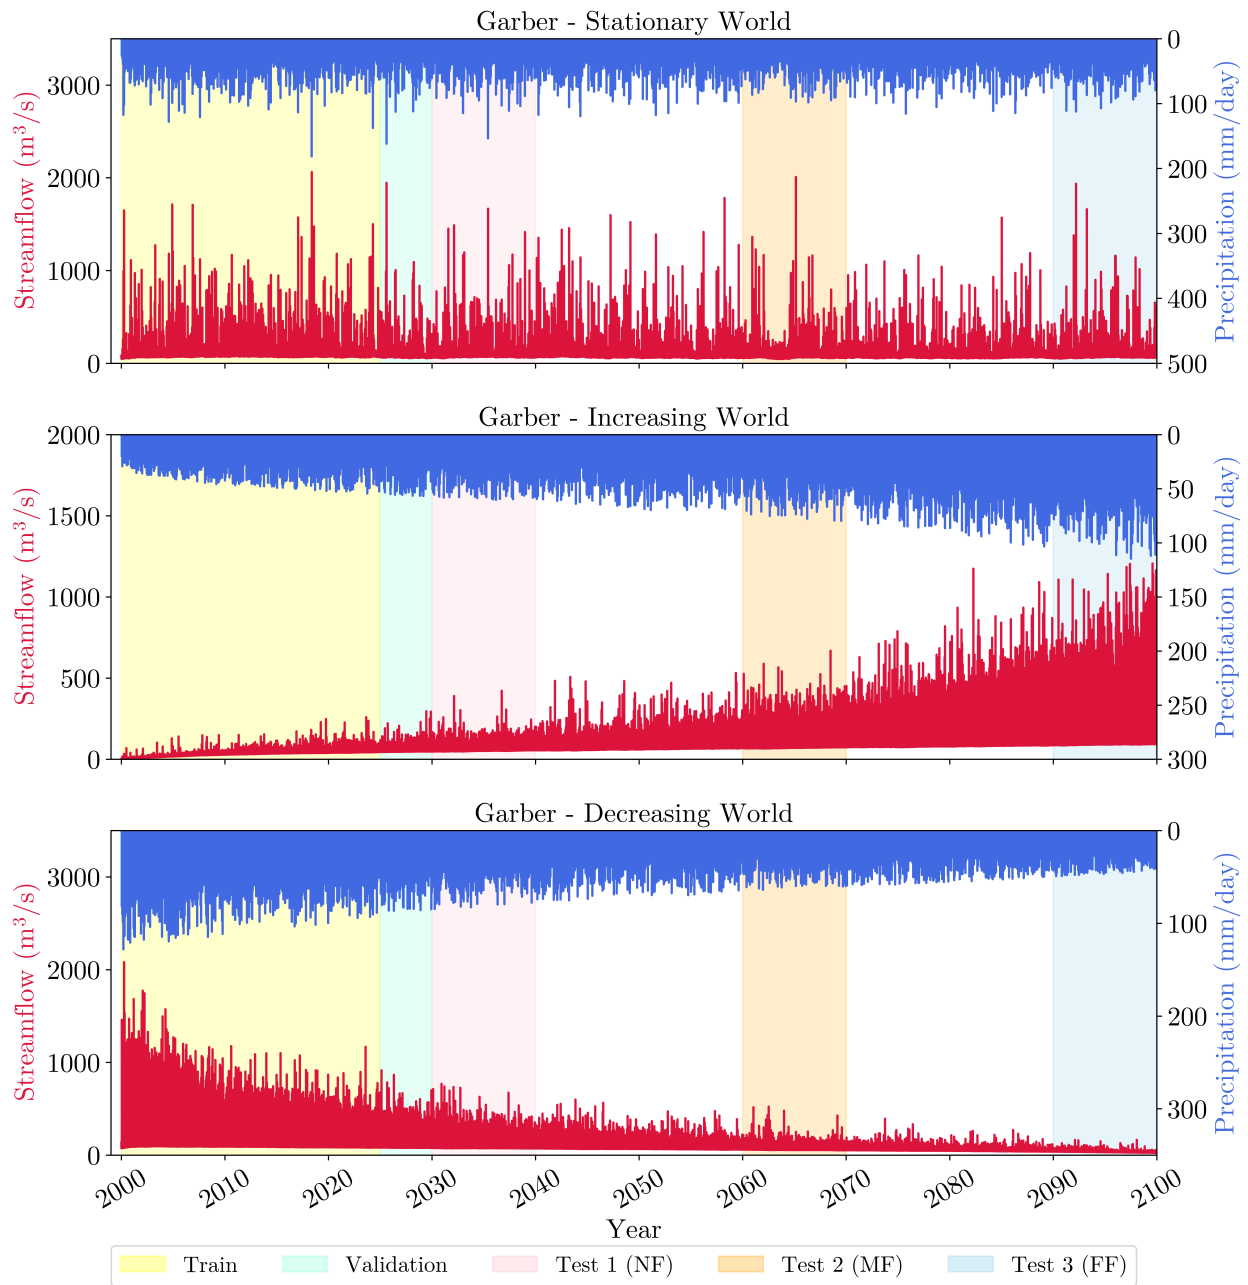 Garber - Stationary World
Streamflow (m³/s)
3000
2000
1000
0
0
100
200
300
400
500
Precipitation (mm/day)
Garber - Increasing World
Streamflow (m³/s)
2000
1500
1000
500
0
0
50
100
150
200
250
300
Precipitation (mm/day)
Garber - Decreasing World
Streamflow (m³/s)
3000
2000
1000
0
0
100
200
300
Precipitation (mm/day)
2000 2010 2020 2030 2040 2050 2060 2070 2080 2090 2100
Year
Train Validation Test 1 (NF) Test 2 (MF) Test 3 (FF)